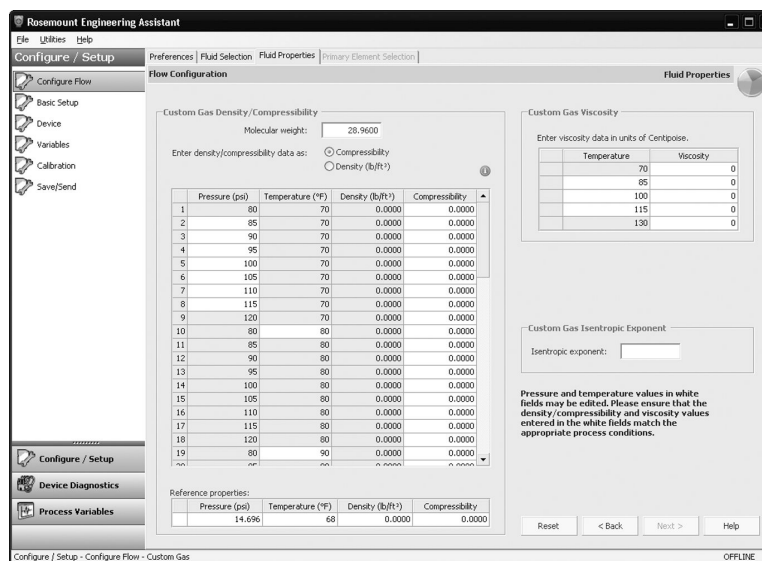 Rosemount Engineering Assistant
File Utilities Help
Configure / Setup
Preferences Fluid Selection Fluid Properties Primary Element Selection
Configure Flow
Basic Setup
Device
Variables
Calibration
Save/Send
Flow Configuration Fluid Properties
Custom Gas Density/Compressibility
Molecular weight: 28.9600
Enter density/compressibility data as: Compressibility
Density (lb/ft³)
Pressure (psi) Temperature (°F) Density (lb/ft³) Compressibility
1 80 70 0.0000 0.0000
2 85 70 0.0000 0.0000
3 90 70 0.0000 0.0000
4 95 70 0.0000 0.0000
5 100 70 0.0000 0.0000
6 105 70 0.0000 0.0000
7 110 70 0.0000 0.0000
8 115 70 0.0000 0.0000
9 120 70 0.0000 0.0000
10 80 80 0.0000 0.0000
11 85 80 0.0000 0.0000
12 90 80 0.0000 0.0000
13 95 80 0.0000 0.0000
14 100 80 0.0000 0.0000
15 105 80 0.0000 0.0000
16 110 80 0.0000 0.0000
17 115 80 0.0000 0.0000
18 120 80 0.0000 0.0000
19 80 90 0.0000 0.0000
Reference properties:
Pressure (psi) Temperature (°F) Density (lb/ft³) Compressibility
14.696 68 0.0000 0.0000
Custom Gas Viscosity
Enter viscosity data in units of Centipoise.
Temperature Viscosity
70 0
85 0
100 0
115 0
130 0
Custom Gas Isentropic Exponent
Isentropic exponent:
Pressure and temperature values in white
fields may be edited. Please ensure that the
density/compressibility and viscosity values
entered in the white fields match the
appropriate process conditions.
Configure / Setup
Device Diagnostics
Process Variables
Reset < Back Next > Help
Configure / Setup - Configure Flow - Custom Gas OFFLINE